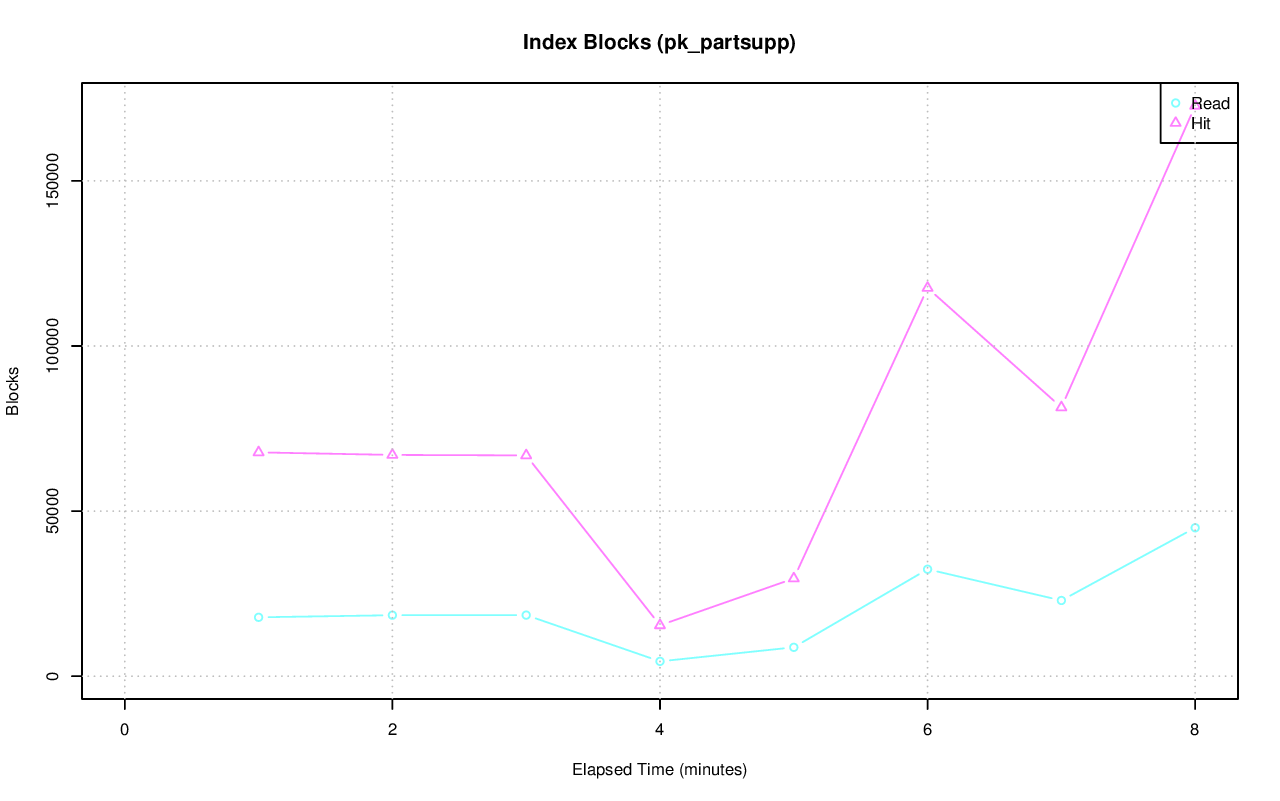 Index Blocks (pk_partsupp)
Read
Hit
150000
100000
50000
0
Blocks
0 2 4 6 8
Elapsed Time (minutes)